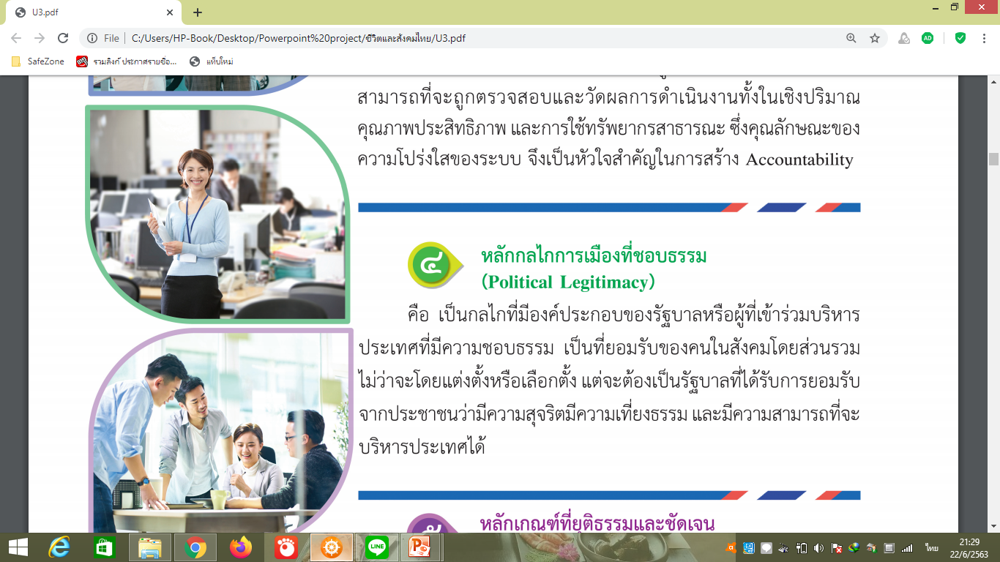 U3.pdf
File
C:/Users/HP-Book/Desktop/Powerpoint%20project/ชีวิตและสังคมไทย/U3.pdf
AD
SafeZone
รวมลิงก์ ประกาศรายชื่อ...
แท็บใหม่
สามารถที่จะถูกตรวจสอบและวัดผลการดำเนินงานทั้งในเชิงปริมาณ
คุณภาพประสิทธิภาพ และการใช้ทรัพยากรสาธารณะ ซึ่งคุณลักษณะของ
ความโปร่งใสของระบบ จึงเป็นหัวใจสำคัญในการสร้าง Accountability
๔
หลักกลไกการเมืองที่ชอบธรรม
(Political Legitimacy)
คือ เป็นกลไกที่มีองค์ประกอบของรัฐบาลหรือผู้ที่เข้าร่วมบริหาร
ประเทศที่มีความชอบธรรม เป็นที่ยอมรับของคนในสังคมโดยส่วนรวม
ไม่ว่าจะโดยแต่งตั้งหรือเลือกตั้ง แต่จะต้องเป็นรัฐบาลที่ได้รับการยอมรับ
จากประชาชนว่ามีความสุจริตมีความเที่ยงธรรม และมีความสามารถที่จะ
บริหารประเทศได้
หลักเกณฑ์ที่ยุติธรรมและชัดเจน
LINE
ไทย
21:29
22/6/2563